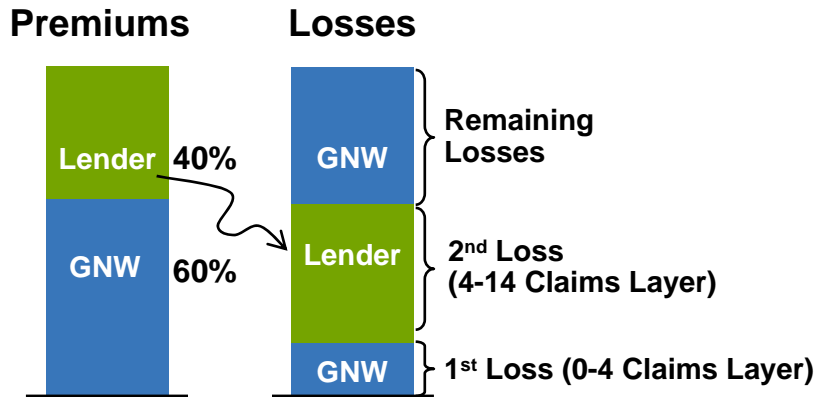 Premiums
Losses
Lender
40%
GNW
60%
GNW
Remaining
Losses
Lender
2nd Loss
(4-14 Claims Layer)
GNW
1st Loss (0-4 Claims Layer)